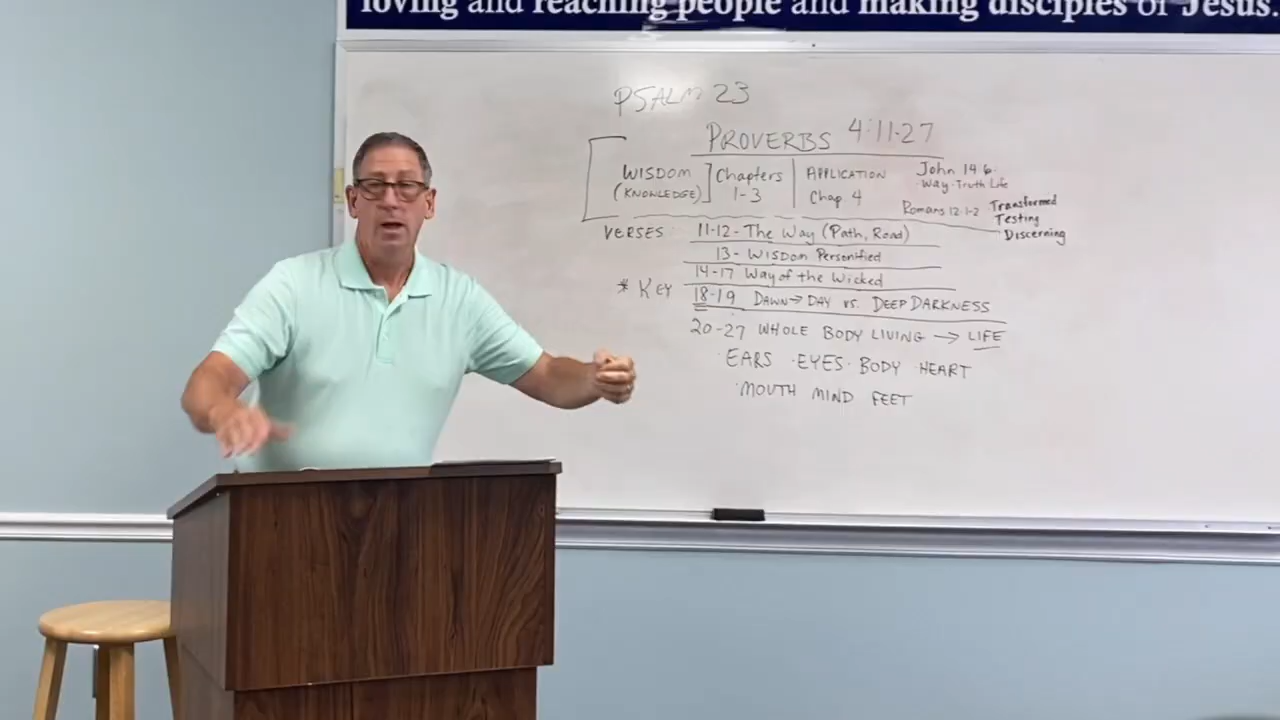 loving and reaching people and making disciples of Jesus.
PSALM 23
PROVERBS 4:11-27
WISDOM (KNOWLEDGE)] Chapters 1-3
APPLICATION Chap 4
John 14 6
·Way·Truth Life
Romans 12:1-2 Transformed
Testing
Discerning
VERSES 11-12 - The Way (Path, Road)
13 - WISDOM Personified
14-17 Way of the Wicked
* KEY 18-19 DAWN→DAY vs. DEEP DARKNESS
20-27 WHOLE BODY LIVING → LIFE
·EARS ·EYES· BODY ·HEART
·MOUTH MIND FEET